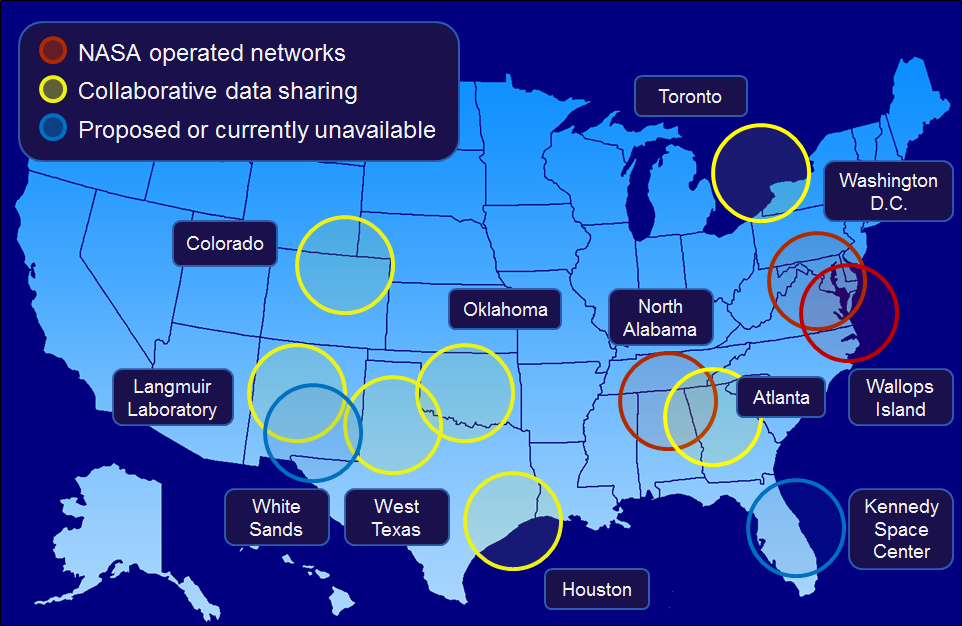 NASA operated networks
Collaborative data sharing
Proposed or currently unavailable
Toronto
Washington
D.C.
Colorado
Oklahoma
North
Alabama
Langmuir
Laboratory
Atlanta
Wallops
Island
White
Sands
West
Texas
Kennedy
Space
Center
Houston